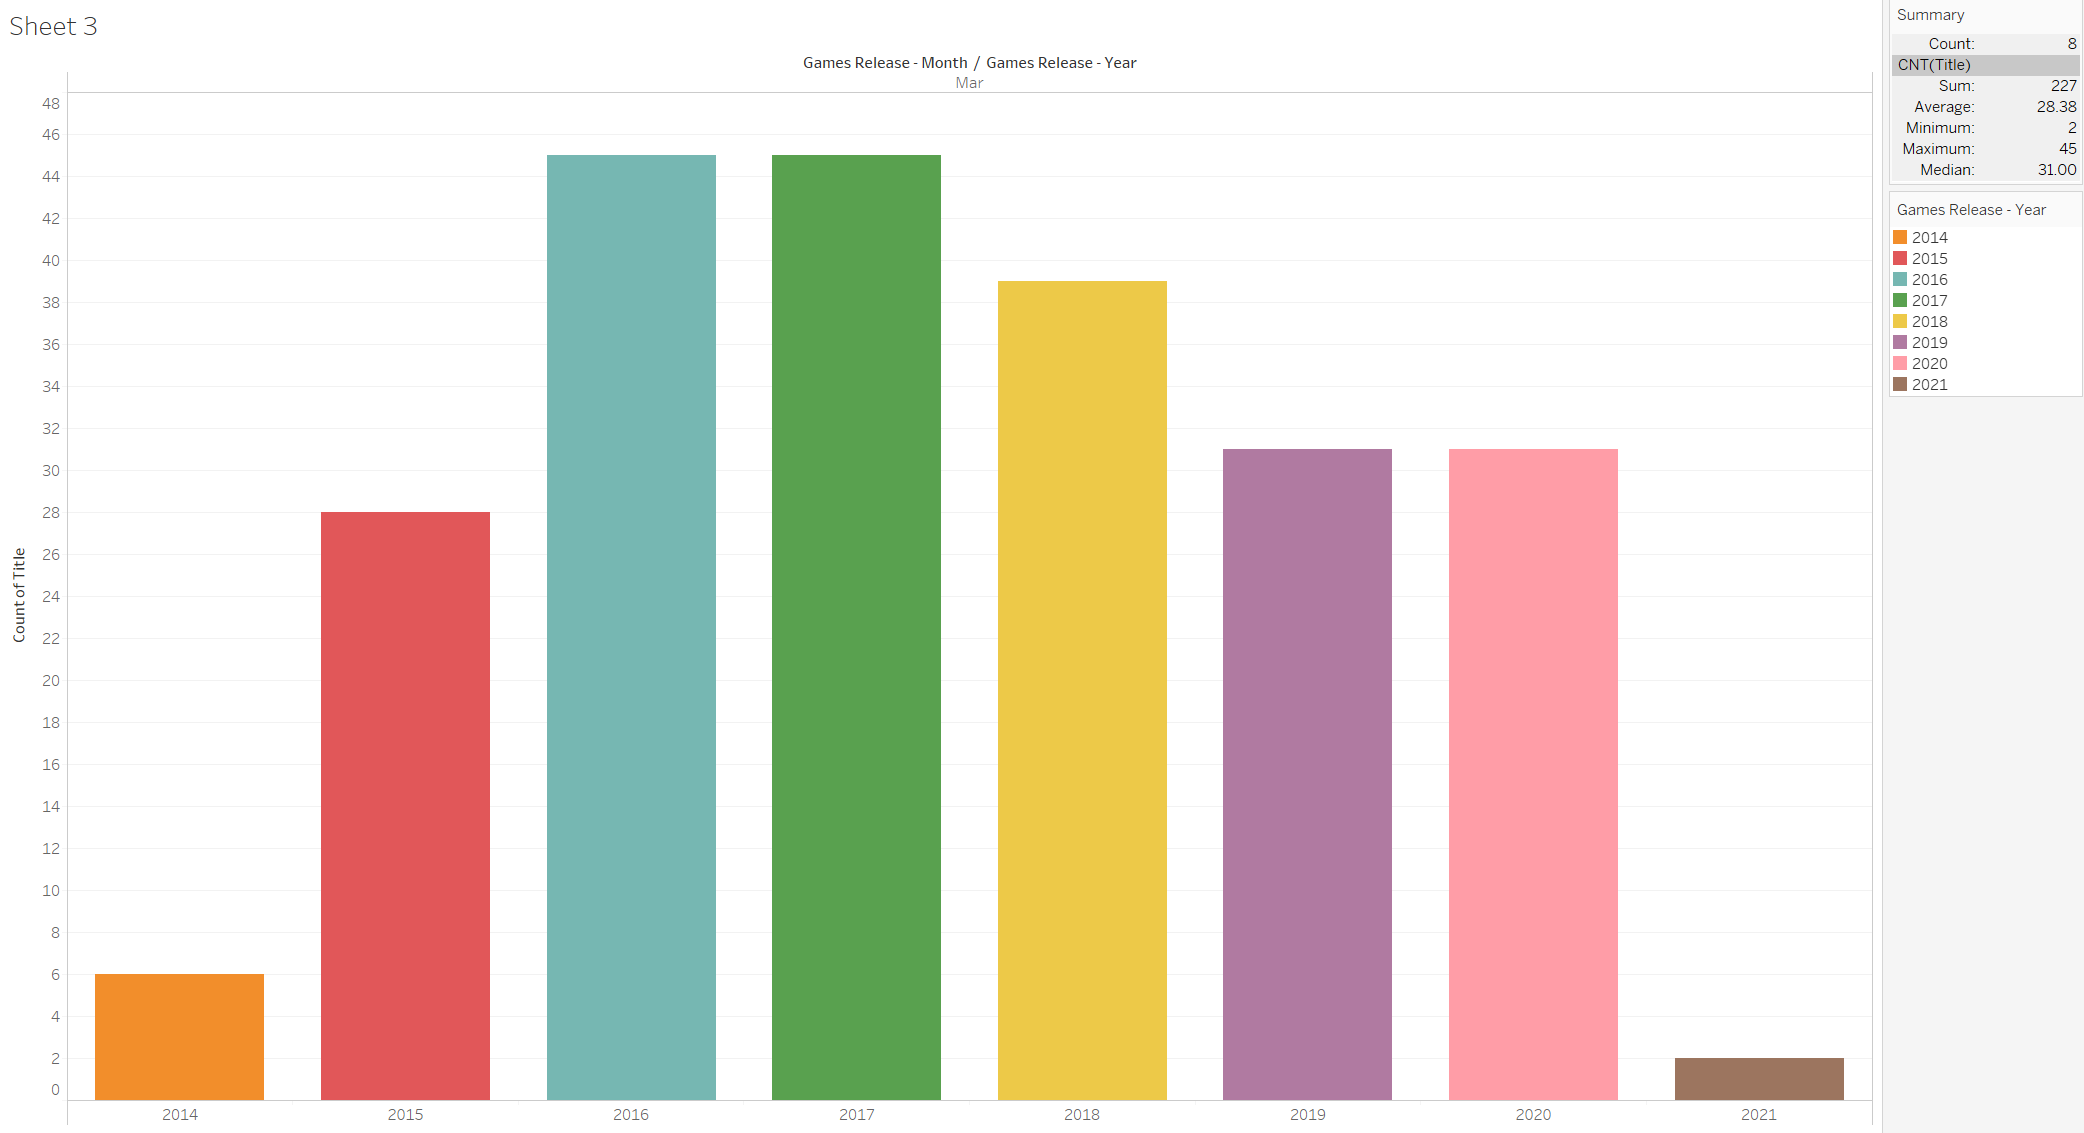 Sheet 3
Games Release - Month / Games Release - Year
Mar
48
46
44
42
40
38
36
34
32
30
28
26
24
22
20
18
16
14
12
10
8
6
4
2
0
Count of Title
2014 2015 2016 2017 2018 2019 2020 2021
Summary
Count: 8
CNT(Title)
Sum: 227
Average: 28.38
Minimum: 2
Maximum: 45
Median: 31.00
Games Release - Year
2014
2015
2016
2017
2018
2019
2020
2021